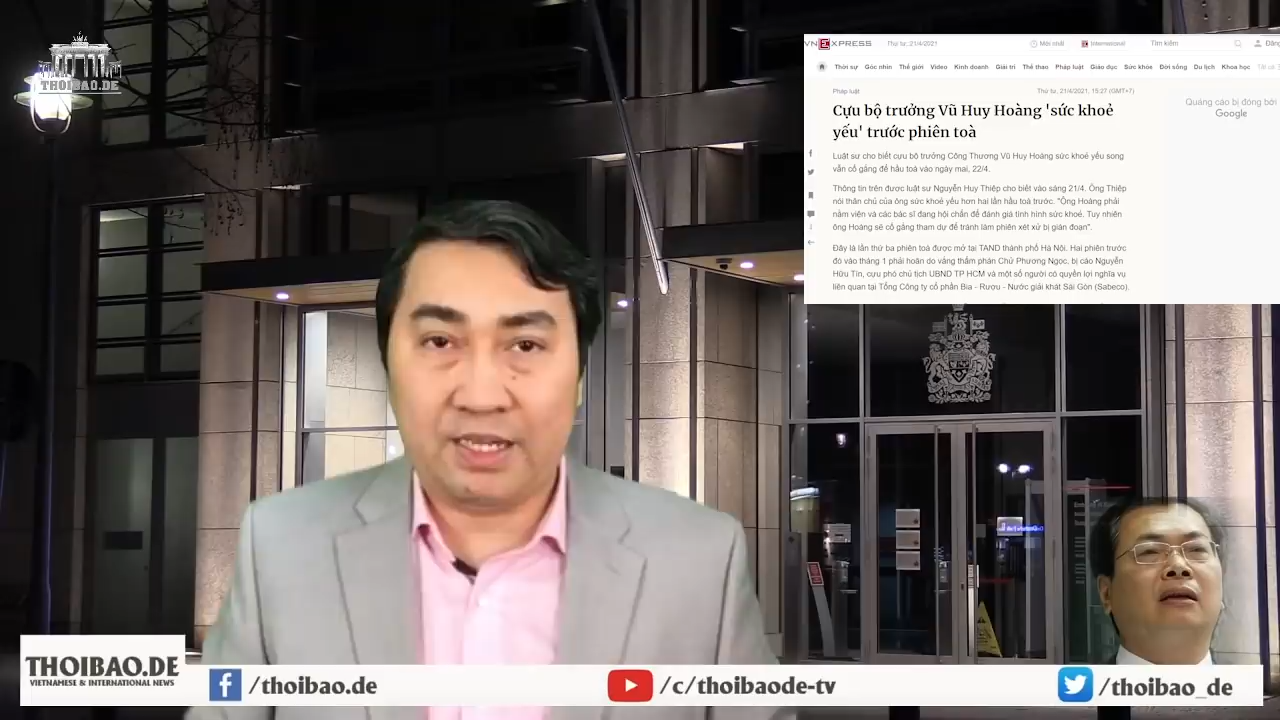 THOIBAO.DE
VNEXPRESS
Thứ tư, 21/4/2021
Mới nhất
International
Tìm kiếm
Đăng
Thời sự Góc nhìn Thế giới Video Kinh doanh Giải trí Thể thao Pháp luật Giáo dục Sức khỏe Đời sống Du lịch Khoa học Tất cả
Pháp luật
Thứ tư, 21/4/2021, 15:27 (GMT+7)
Cựu bộ trưởng Vũ Huy Hoàng 'sức khoẻ
yếu' trước phiên toà
Luật sư cho biết cựu bộ trưởng Công Thương Vũ Huy Hoàng sức khoẻ yếu song
vẫn cố gắng để hầu toà vào ngày mai, 22/4.
Thông tin trên được luật sư Nguyễn Huy Thiệp cho biết vào sáng 21/4. Ông Thiệp
nói thân chủ của ông sức khoẻ yếu hơn hai lần hầu toà trước. "Ông Hoàng phải
nằm viện và các bác sĩ đang hội chẩn để đánh giá tình hình sức khoẻ. Tuy nhiên
ông Hoàng sẽ cố gắng tham dự để tránh làm phiên xét xử bị gián đoạn".
Đây là lần thứ ba phiên toà được mở tại TAND thành phố Hà Nội. Hai phiên trước
đó vào tháng 1 phải hoãn do vắng thẩm phán Chử Phương Ngọc, bị cáo Nguyễn
Hữu Tín, cựu phó chủ tịch UBND TP HCM và một số người có quyền lợi nghĩa vụ
liên quan tại Tổng Công ty cổ phần Bia - Rượu - Nước giải khát Sài Gòn (Sabeco).
Quảng cáo bị đóng bởi
Google
THOIBAO.DE
VIETNAMESE & INTERNATIONAL NEWS
/thoibao.de
/c/thoibaode-tv
/thoibao_de